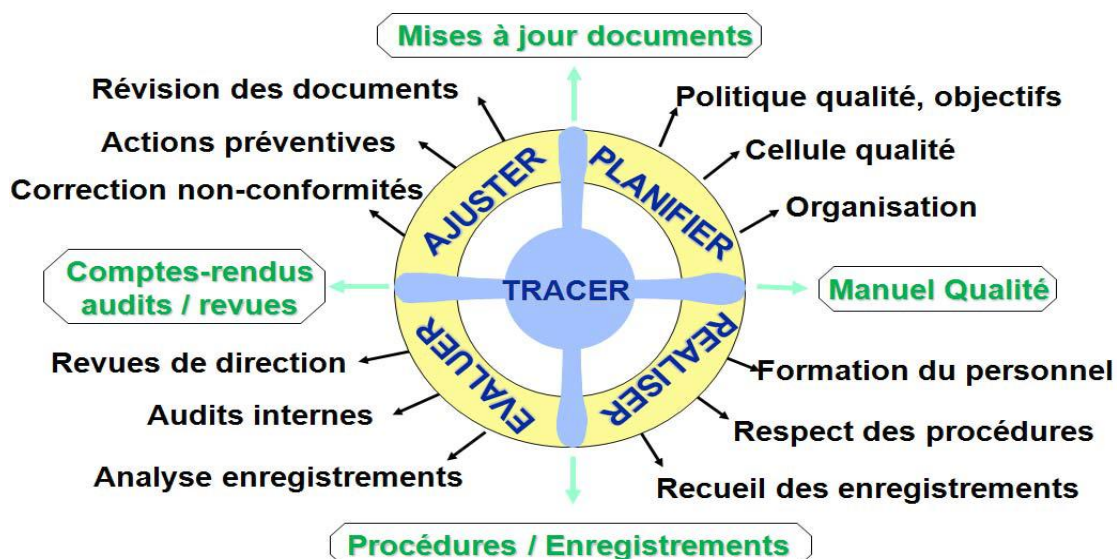 Mises à jour documents
Révision des documents
Actions préventives
Correction non-conformités
Politique qualité, objectifs
Cellule qualité
Organisation
AJUSTER
PLANIFIER
Comptes-rendus
audits / revues
TRACER
Manuel Qualité
EVALUER
REALISER
Revues de direction
Audits internes
Analyse enregistrements
Formation du personnel
Respect des procédures
Recueil des enregistrements
Procédures / Enregistrements